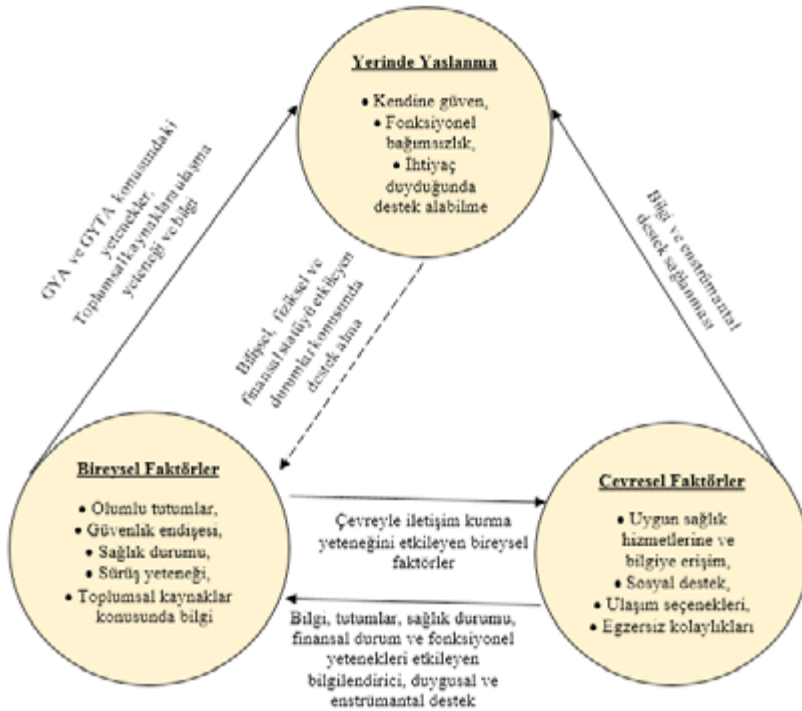 Yerinde Yaslanma
• Kendine güven,
• Fonksiyonel
bağımsızlık,
• İhtiyaç
duyduğunda
destek alabilme
GYA ve GYTA konusundaki
yetenekler,
Toplumsal kaynakları ulaşma
yeteneği ve bilgi
Bilişsel, fiziksel ve
finansal statüyü etkileyen
durumlar konusunda
destek alma
Bilgi ve enstrümantal
destek sağlanması
Bireysel Faktörler
• Olumlu tutumlar,
• Güvenlik endişesi,
• Sağlık durumu,
• Sürüş yeteneği,
• Toplumsal kaynaklar
konusunda bilgi
Çevreyle iletişim kurma
yeteneğini etkileyen bireysel
faktörler
Bilgi, tutumlar, sağlık durumu,
finansal durum ve fonksiyonel
yetenekleri etkileyen
bilgilendirici, duygusal ve
enstrümantal destek
Çevresel Faktörler
• Uygun sağlık
hizmetlerine ve
bilgiye erişim,
• Sosyal destek,
• Ulaşım seçenekleri,
• Egzersiz kolaylıkları